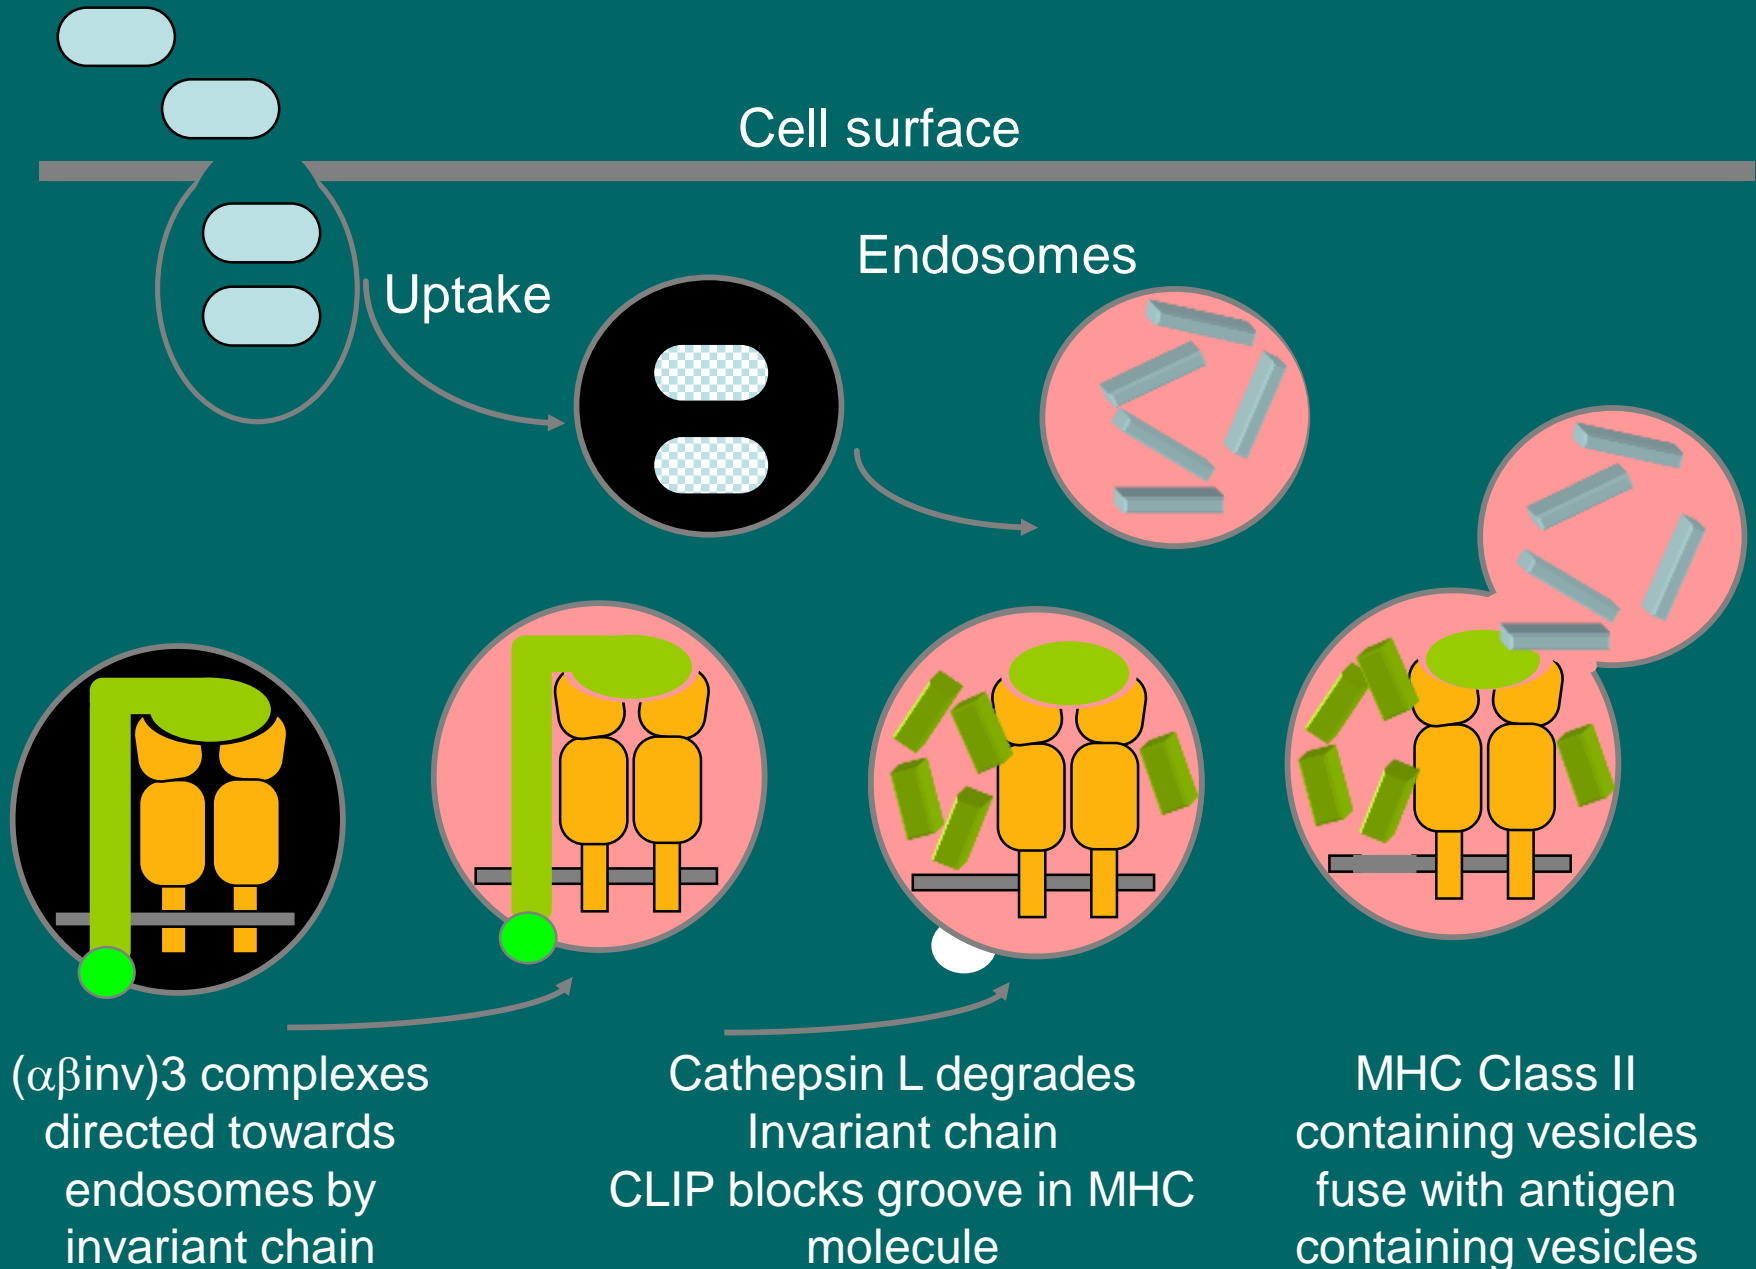 Cell surface
Endosomes
Uptake
(αβinv)3 complexes
directed towards
endosomes by
invariant chain
Cathepsin L degrades
Invariant chain
CLIP blocks groove in MHC
molecule
MHC Class II
containing vesicles
fuse with antigen
containing vesicles